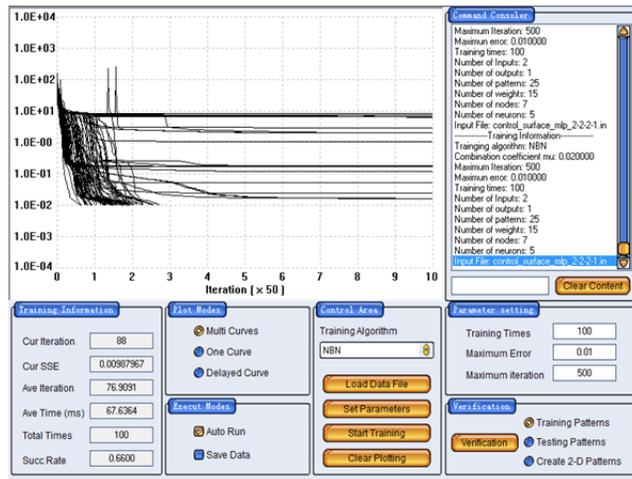 1.0E+04
1.0E+03
1.0E+02
1.0E+01
1.0E-00
1.0E-01
1.0E-02
1.0E-03
1.0E-04
0 1 2 3 4 5 6 7 8 9 10
Iteration [ x 50 ]
Command Consoler
Maximum Iteration: 500
Maximun error: 0.010000
Training times: 100
Number of Inputs: 2
Number of outputs: 1
Number of patterns: 25
Number of weights: 15
Number of nodes: 7
Number of neurons: 5
Input File: control_surface_mlp_2-2-2-1.in
---------------Training Information---------------
Trainging algorithm: NBN
Combination coefficient mu: 0.020000
Maximum Iteration: 500
Maximun error: 0.010000
Training times: 100
Number of Inputs: 2
Number of outputs: 1
Number of patterns: 25
Number of weights: 15
Number of nodes: 7
Number of neurons: 5
Input File: control_surface_mlp_2-2-2-1.in
Clear Content
Training Information
Cur Iteration 88
Cur SSE 0.00987967
Ave Iteration 76.9091
Ave Time (ms) 67.6364
Total Times 100
Succ Rate 0.6600
Plot Modes
Multi Curves
One Curve
Delayed Curve
Execut Modes
Auto Run
Save Data
Control Area
Training Algorithm
NBN
Load Data File
Set Parameters
Start Training
Clear Plotting
Parameter setting
Training Times 100
Maximum Error 0.01
Maximum iteration 500
Verification
Verification
Training Patterns
Testing Patterns
Create 2-D Patterns